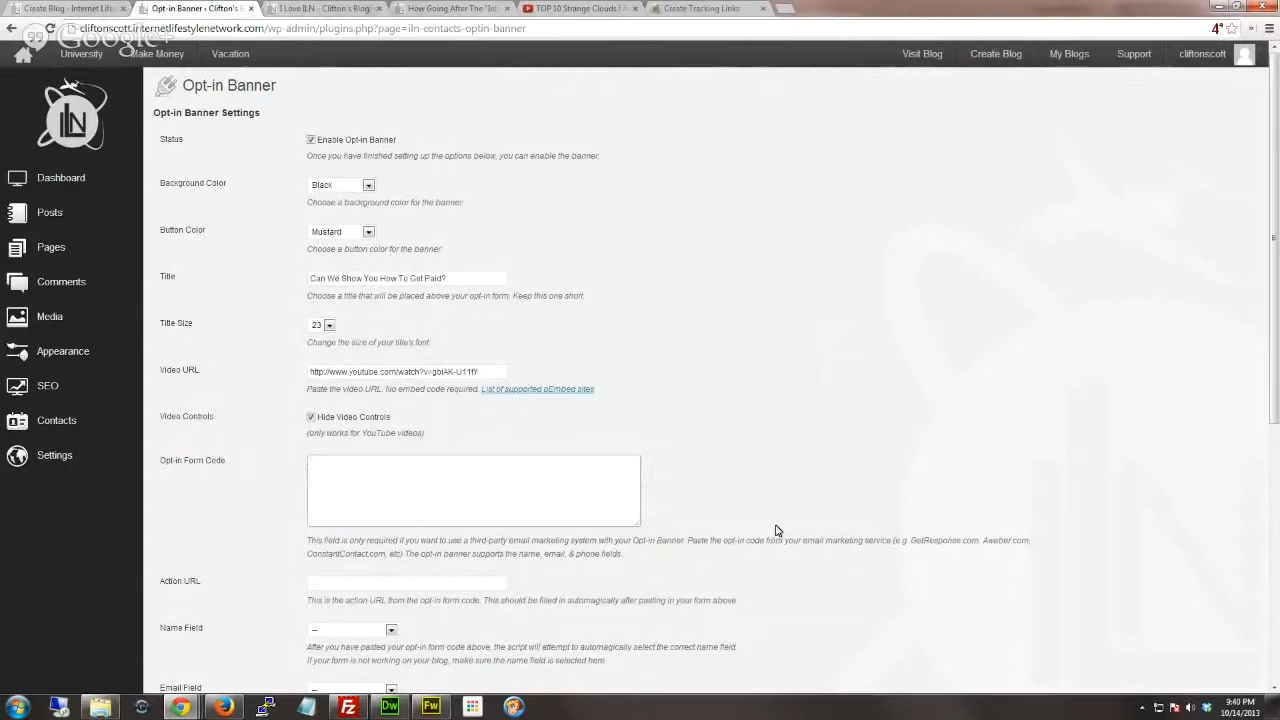 Create Blog - Internet Lifes
Opt-in Banner ‹ Clifton's
I Love ILN - Clifton's Blog
How Going After The "In
TOP 10 Strange Clouds I
Create Tracking Links
cliftonscott.internetlifestylenetwork.com/wp-admin/plugins.php?page=iln-contacts-optin-banner
Google+
University
Make Money
Vacation
Visit Blog
Create Blog
My Blogs
Support
cliftonscott
ILN
Opt-in Banner
Opt-in Banner Settings
Dashboard
Posts
Pages
Comments
Media
Appearance
SEO
Contacts
Settings
Status
Enable Opt-in Banner
Once you have finished setting up the options below, you can enable the banner.
Background Color
Black
Choose a background color for the banner
Button Color
Mustard
Choose a button color for the banner
Title
Can We Show You How To Get Paid?
Choose a title that will be placed above your opt-in form. Keep this one short.
Title Size
23
Change the size of your title's font.
Video URL
http://www.youtube.com/watch?v=gbiAK-U11fY
Paste the video URL. No embed code required. List of supported oEmbed sites
Video Controls
Hide Video Controls
(only works for YouTube videos)
Opt-in Form Code
This field is only required if you want to use a third-party email marketing system with your Opt-in Banner. Paste the opt-in code from your email marketing service (e.g. GetResponse.com, Aweber.com,
ConstantContact.com, etc) The opt-in banner supports the name, email, & phone fields.
Action URL
This is the action URL from the opt-in form code. This should be filled in automagically after pasting in your form above
Name Field
--
After you have pasted your opt-in form code above, the script will attempt to automagically select the correct name field.
If your form is not working on your blog, make sure the name field is selected here.
Email Field
--
Fz
Dw
Fw
9:40 PM
10/14/2013